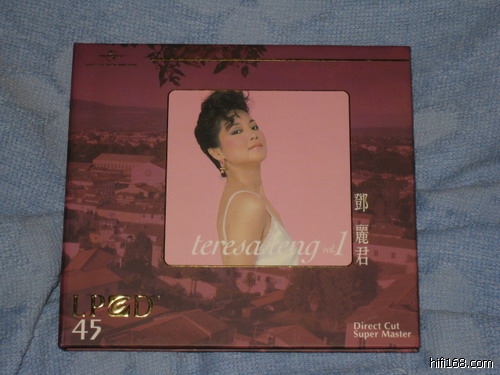 teresa teng vol.1
鄧麗君
LPCD
45
Direct Cut
Super Master
hifi168.com